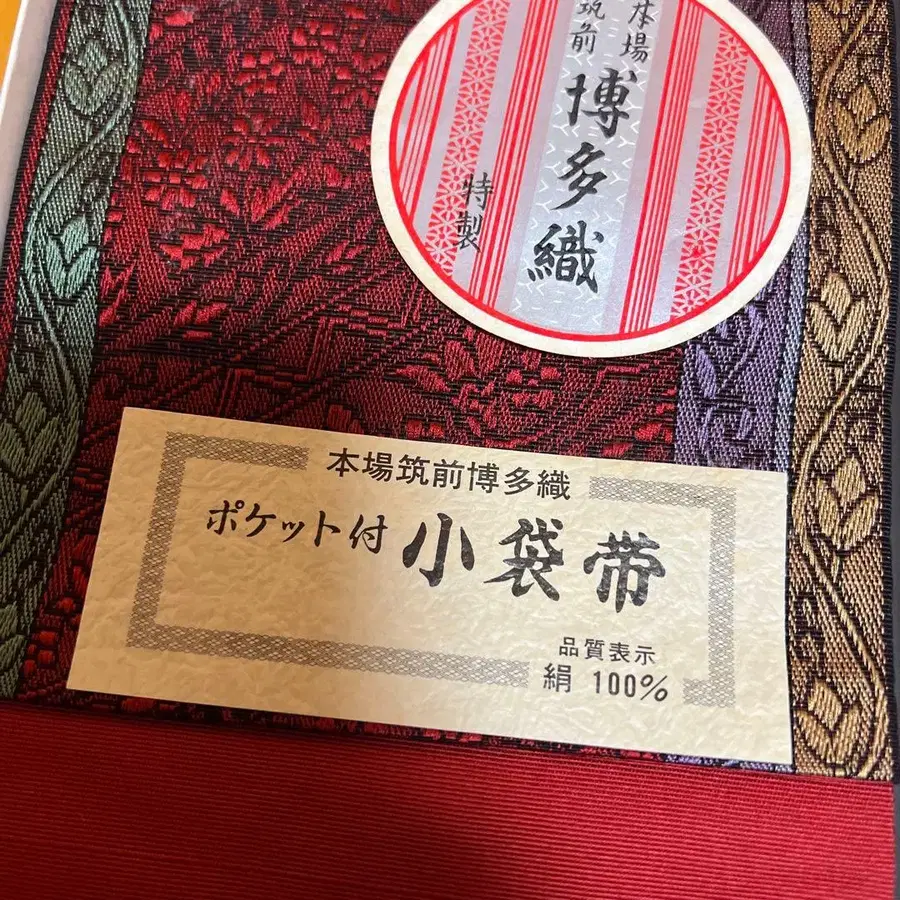 本場
筑前
博多織
特製
本場筑前博多織
ポケット付 小袋帯
品質表示
絹 100%